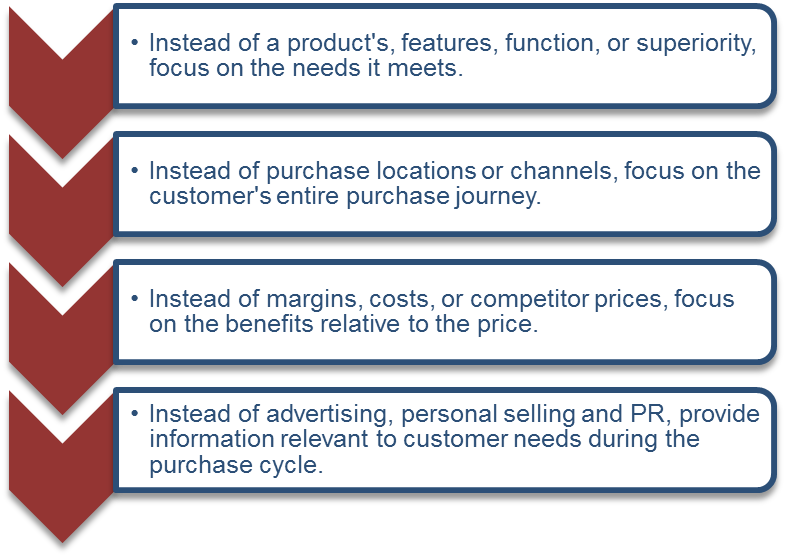 • Instead of a product's, features, function, or superiority,
focus on the needs it meets.
• Instead of purchase locations or channels, focus on the
customer's entire purchase journey.
• Instead of margins, costs, or competitor prices, focus
on the benefits relative to the price.
• Instead of advertising, personal selling and PR, provide
information relevant to customer needs during the
purchase cycle.